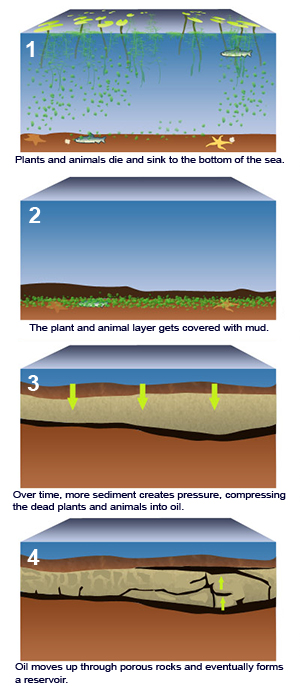 1
Plants and animals die and sink to the bottom of the sea.
2
The plant and animal layer gets covered with mud.
3
Over time, more sediment creates pressure, compressing
the dead plants and animals into oil.
4
Oil moves up through porous rocks and eventually forms
a reservoir.